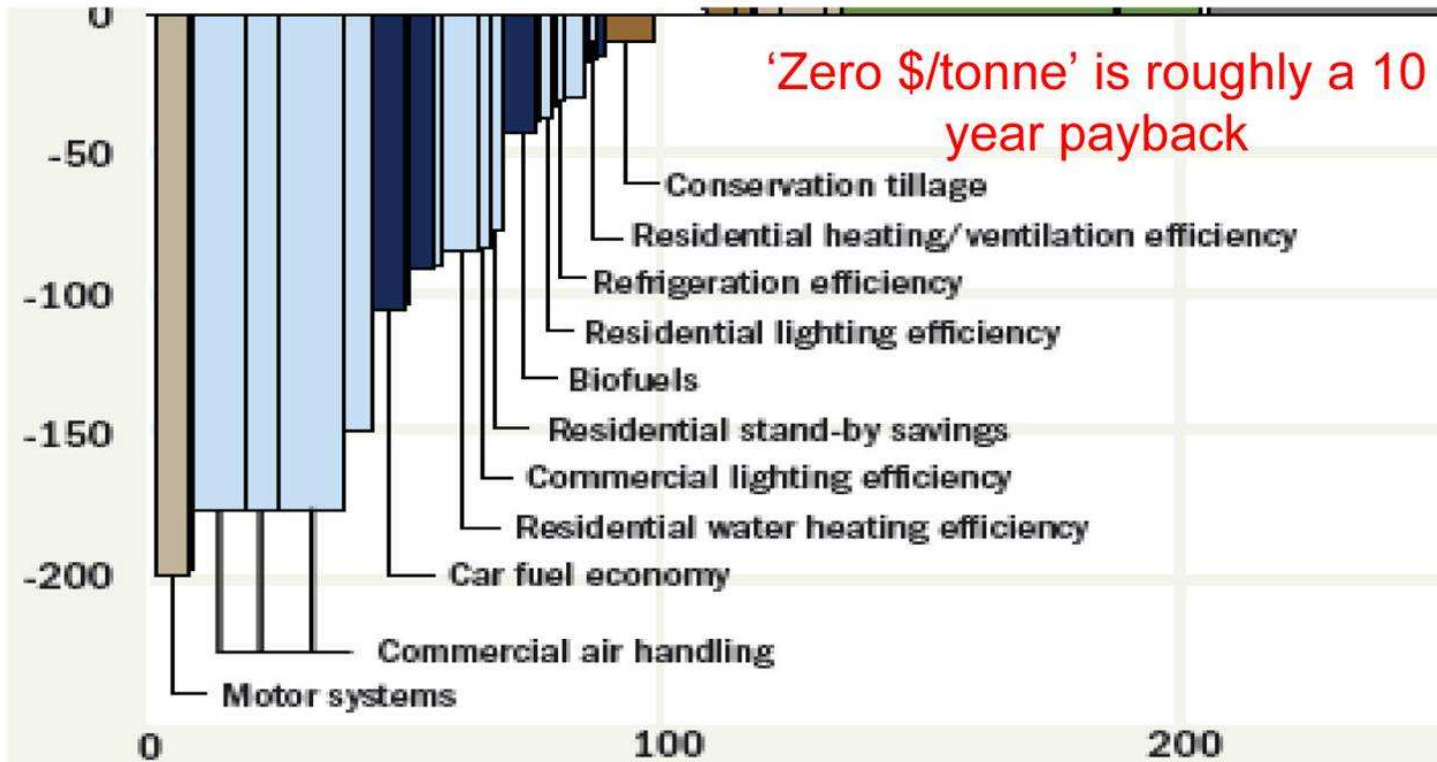 0
‘Zero $/tonne’ is roughly a 10
year payback
-50
Conservation tillage
Residential heating/ventilation efficiency
-100
Refrigeration efficiency
Residential lighting efficiency
Biofuels
-150
Residential stand-by savings
Commercial lighting efficiency
Residential water heating efficiency
-200
Car fuel economy
Commercial air handling
Motor systems
0 100 200